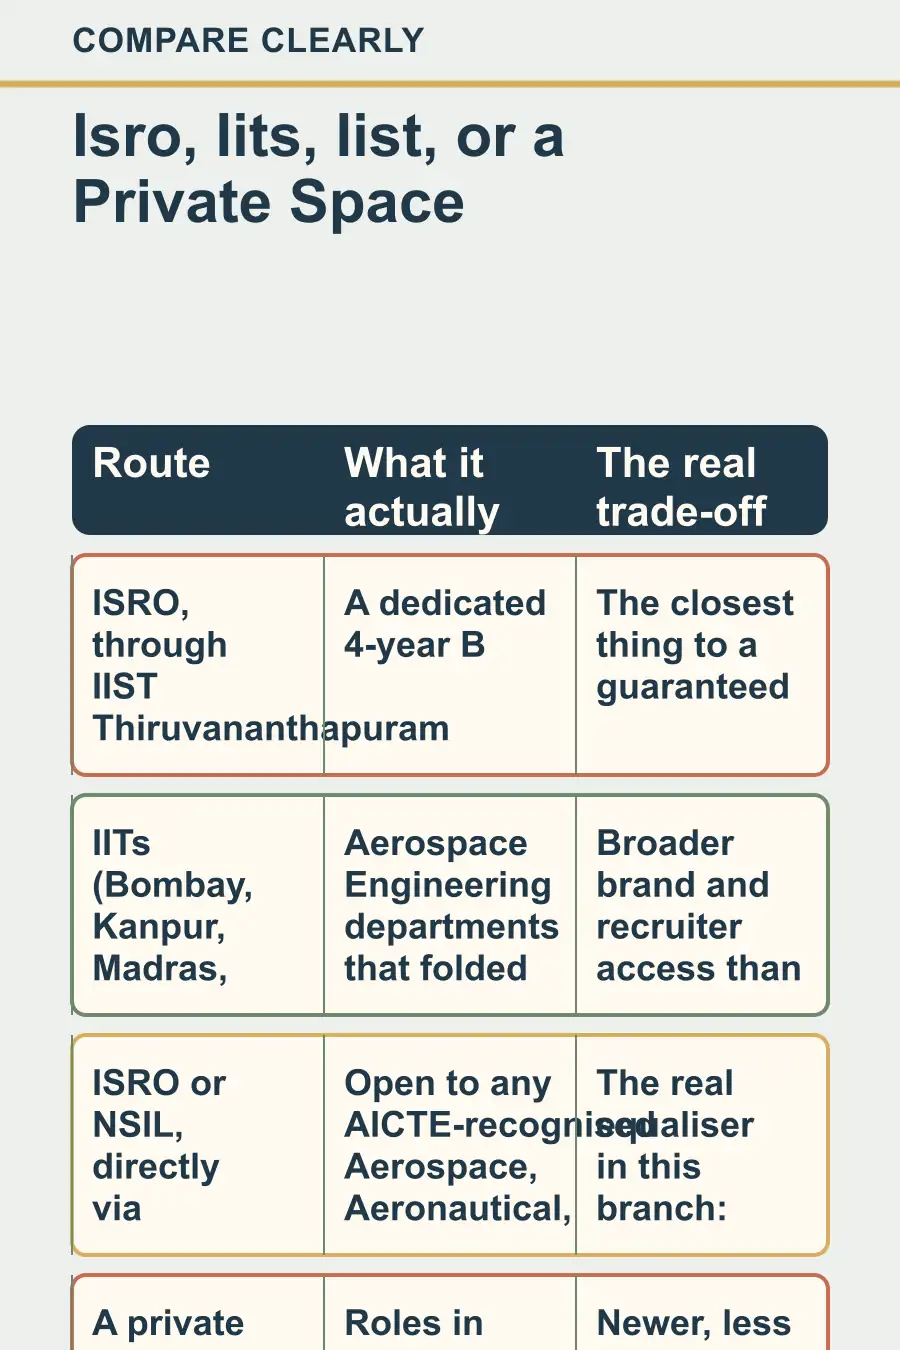 COMPARE CLEARLY
Isro, Iits, Iist, or a
Private Space
Route
What it
actually
The real
trade-off
ISRO,
through
IIST
Thiruvananthapuram
A dedicated
4-year B
The closest
thing to a
guaranteed
IITs
(Bombay,
Kanpur,
Madras,
Aerospace
Engineering
departments
that folded
Broader
brand and
recruiter
access than
ISRO or
NSIL,
directly
via
Open to any
AICTE-recognised
Aerospace,
Aeronautical,
The real
equaliser
in this
branch:
A private
Roles in
Newer, less